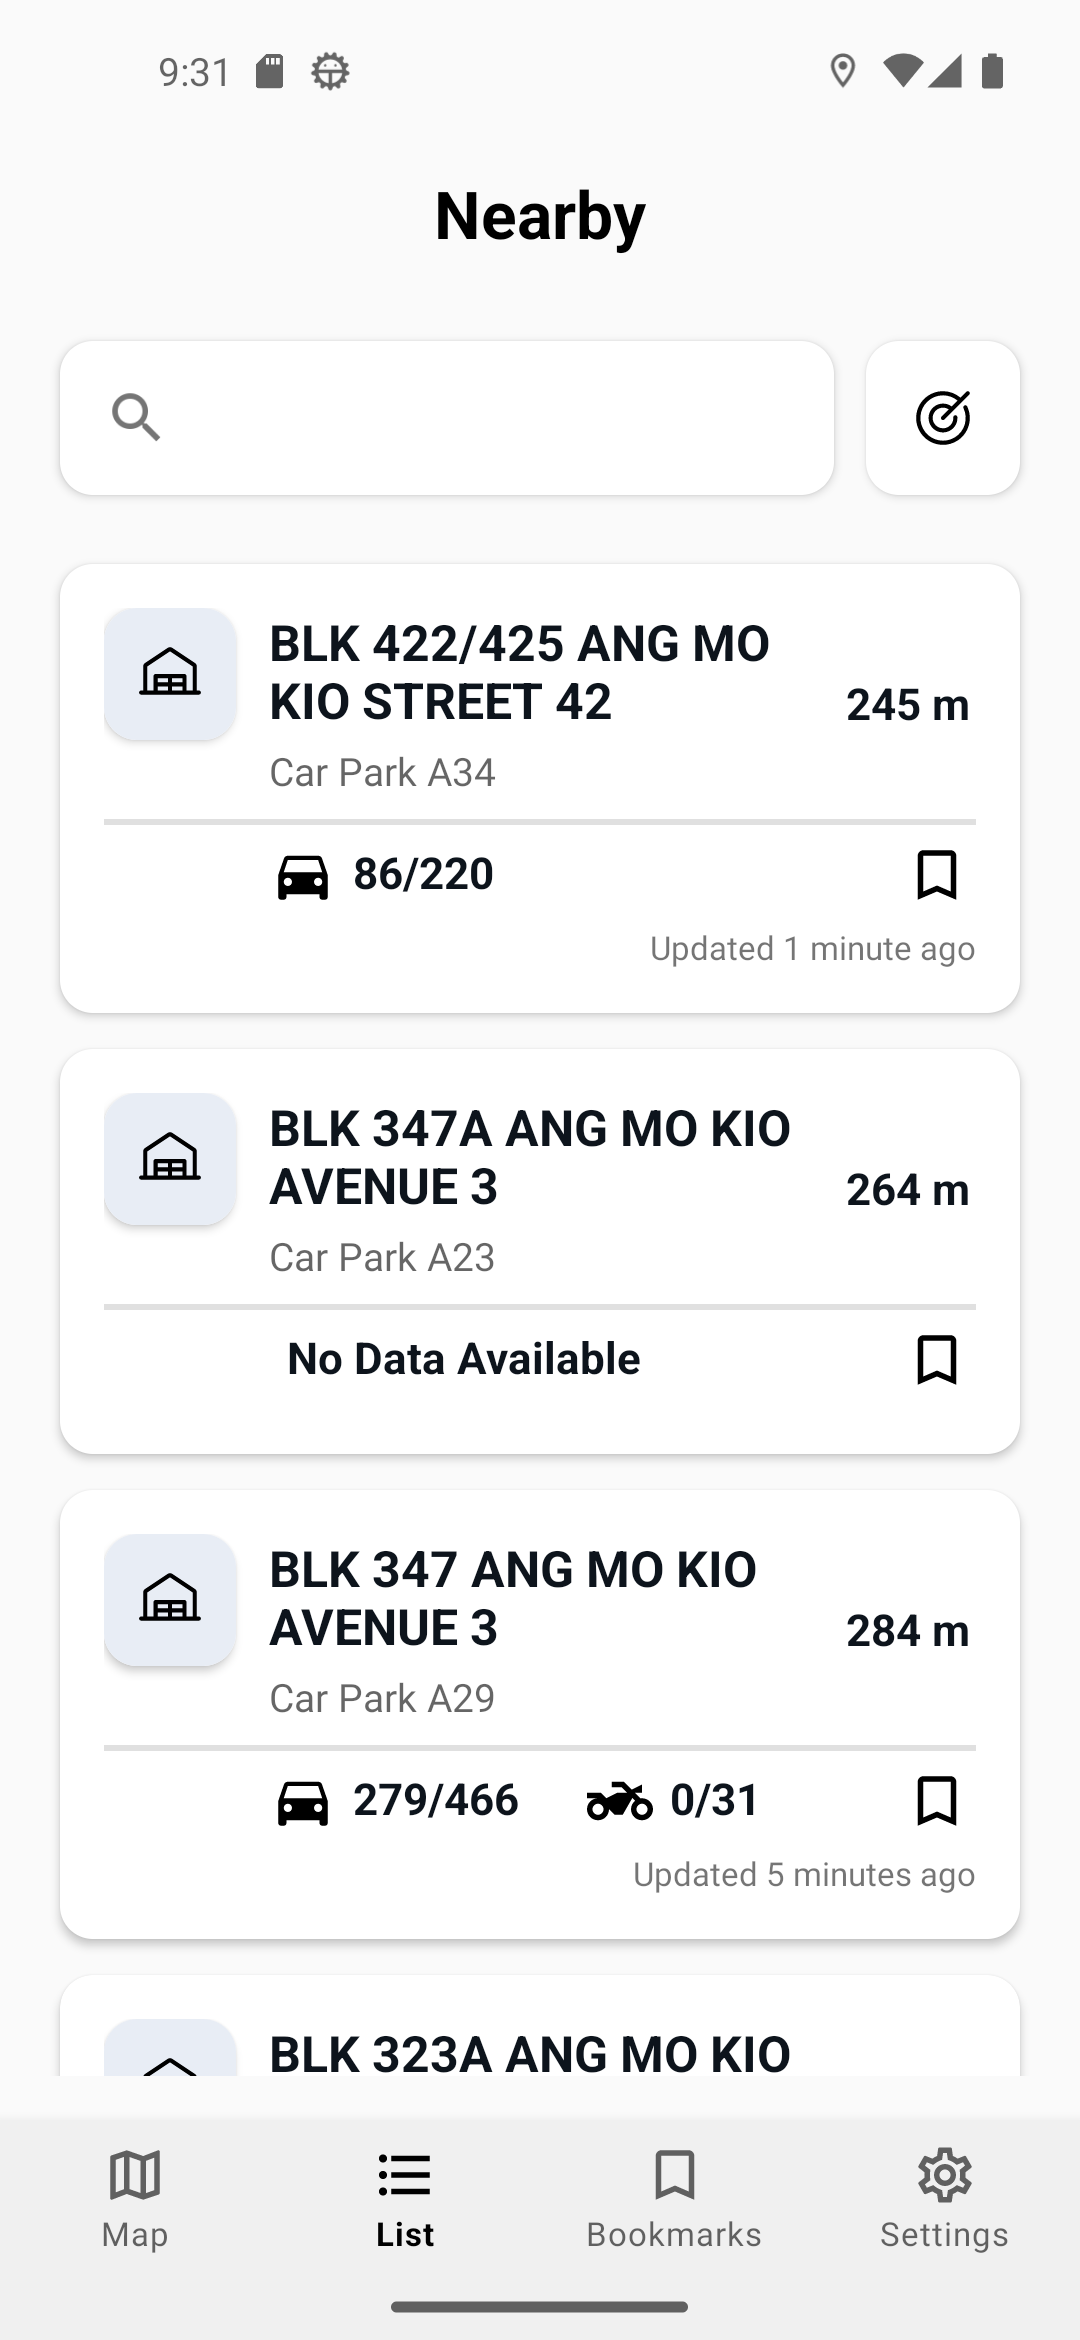 9:31
Nearby
BLK 422/425 ANG MO
KIO STREET 42
245 m
Car Park A34
86/220
Updated 1 minute ago
BLK 347A ANG MO KIO
AVENUE 3
264 m
Car Park A23
No Data Available
BLK 347 ANG MO KIO
AVENUE 3
284 m
Car Park A29
279/466
0/31
Updated 5 minutes ago
BLK 323A ANG MO KIO
Map
List
Bookmarks
Settings